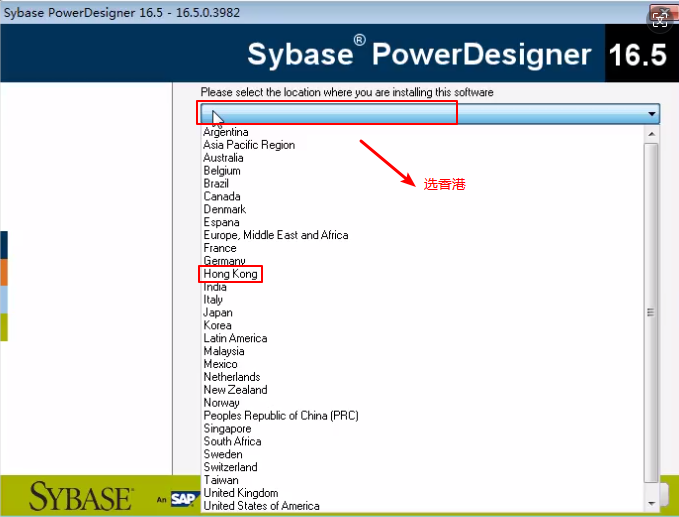 Sybase PowerDesigner 16.5 - 16.5.0.3982
Sybase® PowerDesigner 16.5
Please select the location where you are installing this software
Argentina
Asia Pacific Region
Australia
Belgium
Brazil
Canada
Denmark
Espana
Europe, Middle East and Africa
France
Germany
Hong Kong
India
Italy
Japan
Korea
Latin America
Malaysia
Mexico
Netherlands
New Zealand
Norway
Peoples Republic of China (PRC)
Singapore
South Africa
Sweden
Switzerland
Taiwan
United Kingdom
United States of America
选香港
SYBASE® An SAP